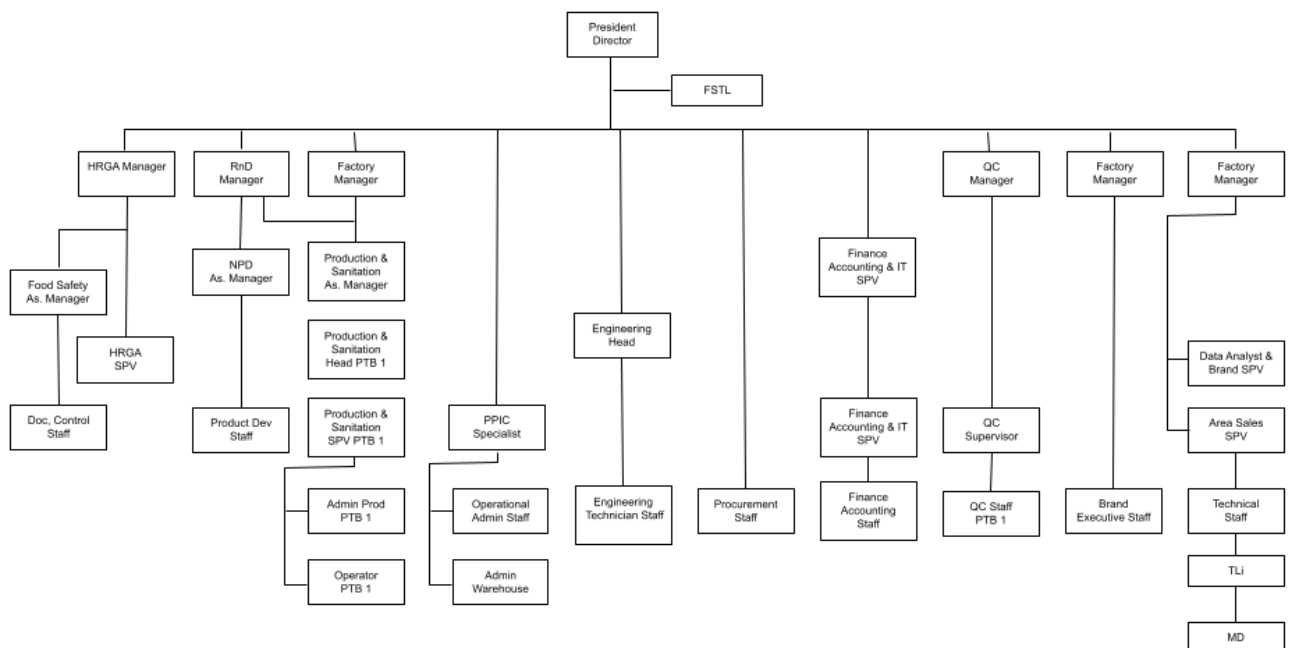 President
Director
FSTL
HRGA Manager
RnD
Manager
Factory
Manager
QC
Manager
Factory
Manager
Factory
Manager
Food Safety
As. Manager
NPD
As. Manager
Production &
Sanitation
As. Manager
Finance
Accounting & IT
SPV
HRGA
SPV
Production &
Sanitation
Head PTB 1
Engineering
Head
Data Analyst &
Brand SPV
Doc, Control
Staff
Product Dev
Staff
Production &
Sanitation
SPV PTB 1
PPIC
Specialist
Finance
Accounting & IT
SPV
QC
Supervisor
Area Sales
SPV
Admin Prod
PTB 1
Operational
Admin Staff
Engineering
Technician Staff
Procurement
Staff
Finance
Accounting
Staff
QC Staff
PTB 1
Brand
Executive Staff
Technical
Staff
Operator
PTB 1
Admin
Warehouse
TLi
MD